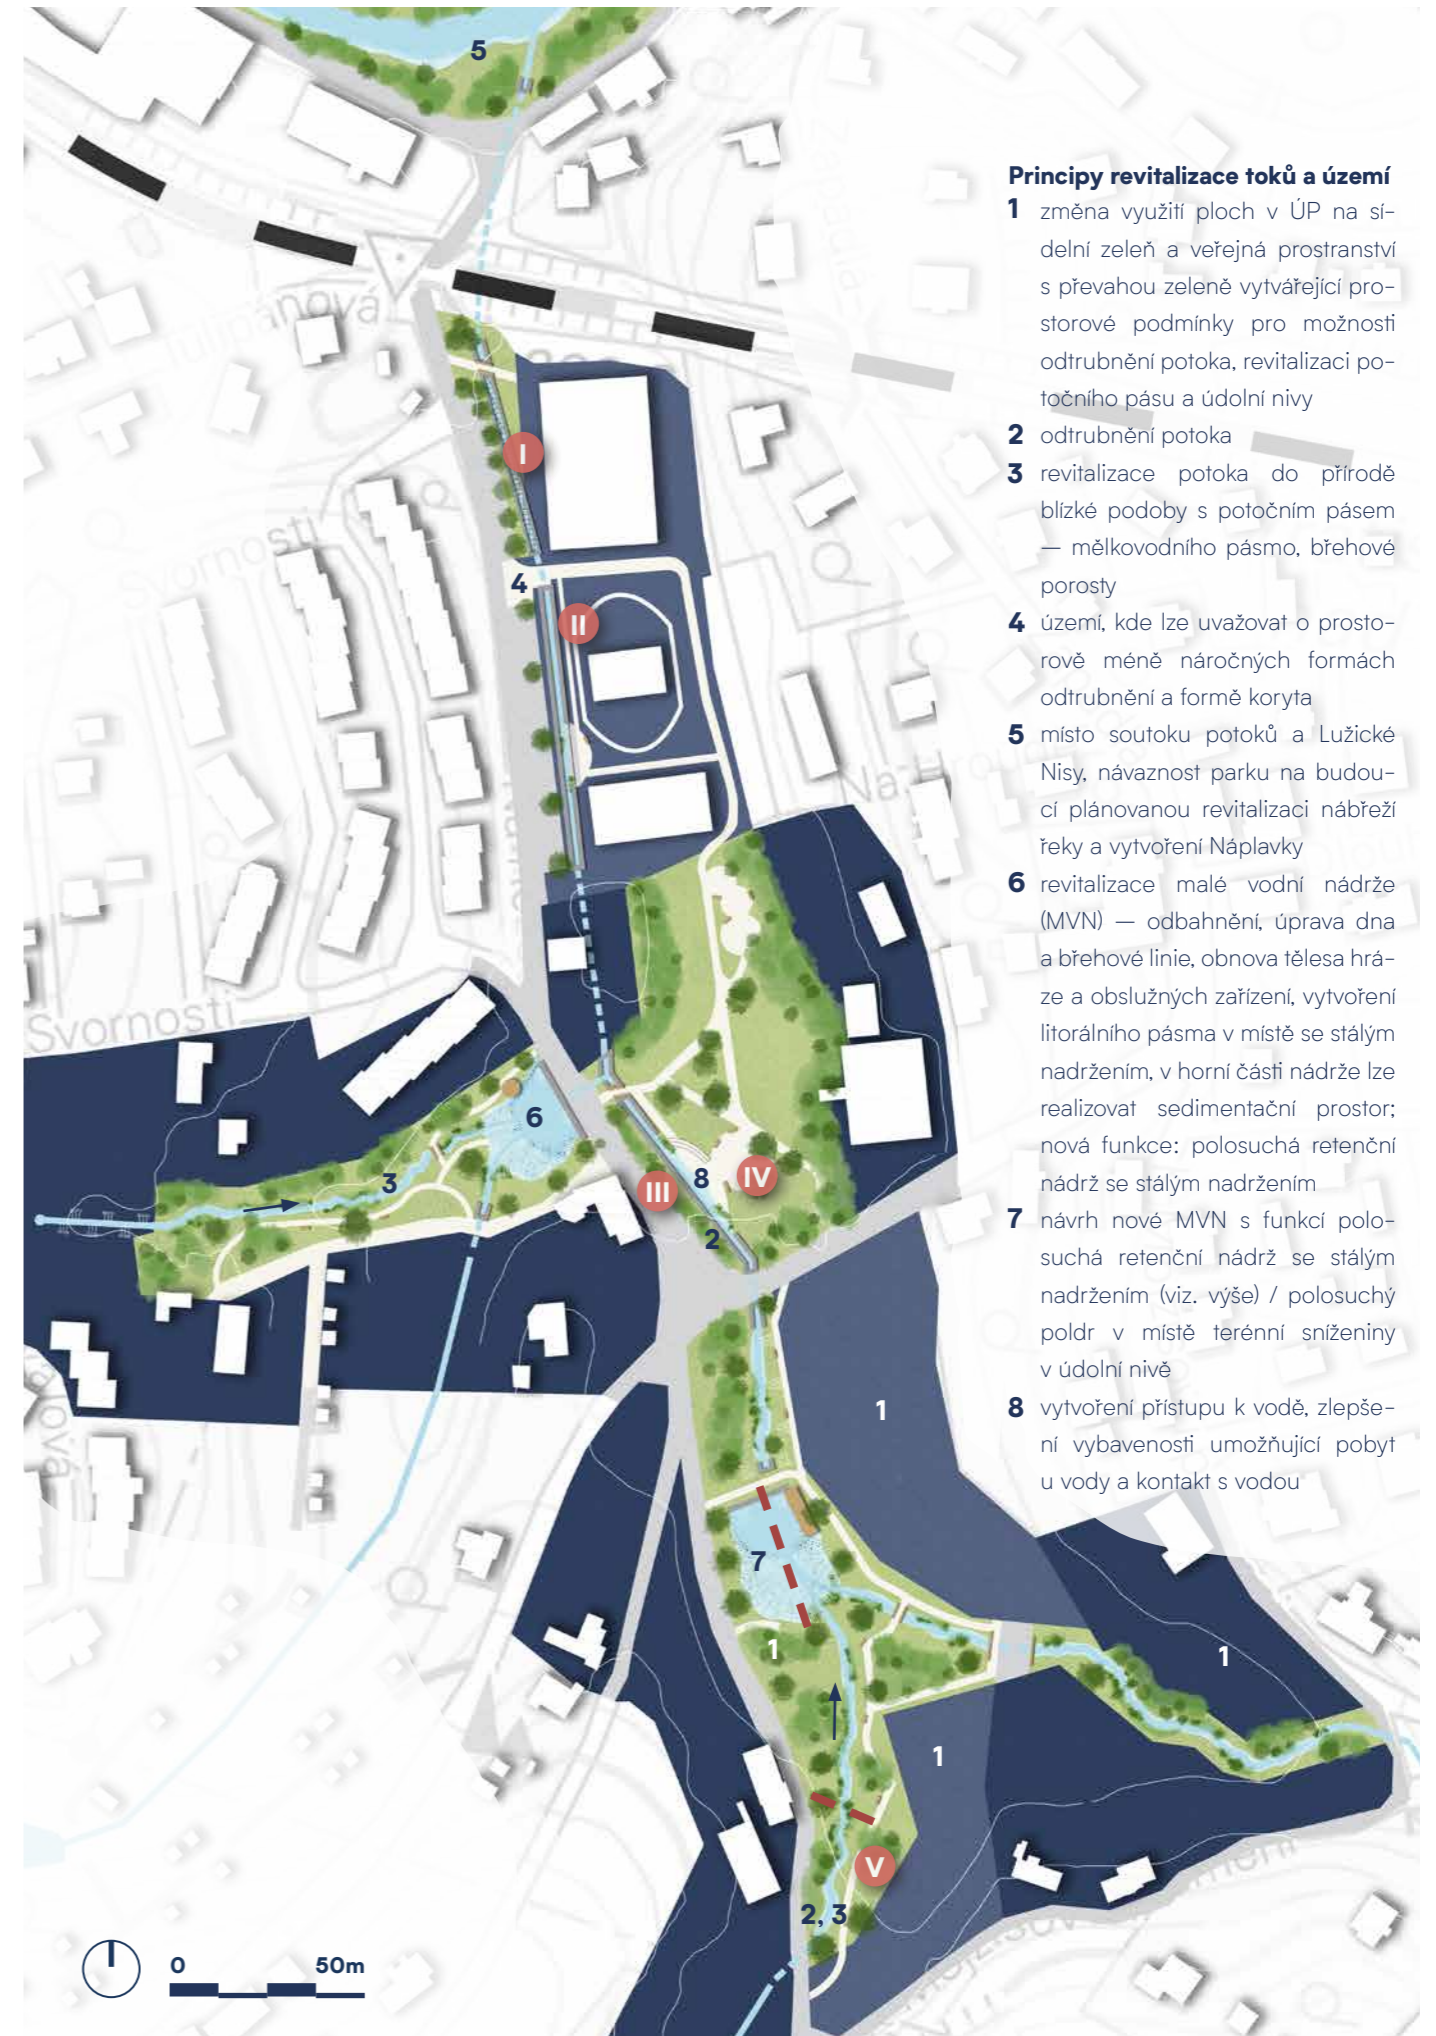 5
Principy revitalizace toků a území
1 změna využití ploch v ÚP na sí-
delní zeleň a veřejná prostranství
s převahou zeleně vytvářející pro-
storové podmínky pro možnosti
odtrubnění potoka, revitalizaci po-
točního pásu a údolní nivy
2 odtrubnění potoka
3 revitalizace potoka do přírodě
blízké podoby s potočním pásem
— mělkovodního pásmo, břehové
porosty
4 území, kde lze uvažovat o prosto-
rově méně náročných formách
odtrubnění a formě koryta
5 místo soutoku potoků a Lužické
Nisy, návaznost parku na budou-
cí plánovanou revitalizaci nábřeží
řeky a vytvoření Náplavky
6 revitalizace malé vodní nádrže
(MVN) — odbahnění, úprava dna
a břehové linie, obnova tělesa hrá-
ze a obslužných zařízení, vytvoření
litorálního pásma v místě se stálým
nadržením, v horní části nádrže lze
realizovat sedimentační prostor;
nová funkce: polosuchá retenční
nádrž se stálým nadržením
7 návrh nové MVN s funkcí polo-
suchá retenční nádrž se stálým
nadržením (viz. výše) / polosuchý
poldr v místě terénní sníženiny
v údolní nivě
8 vytvoření přístupu k vodě, zlepše-
ní vybavenosti umožňující pobyt
u vody a kontakt s vodou
I
Svornosti
4
II
Svornosti
6
3
8
IV
III
2
1
7
1
1
1
V
2, 3
0 50m